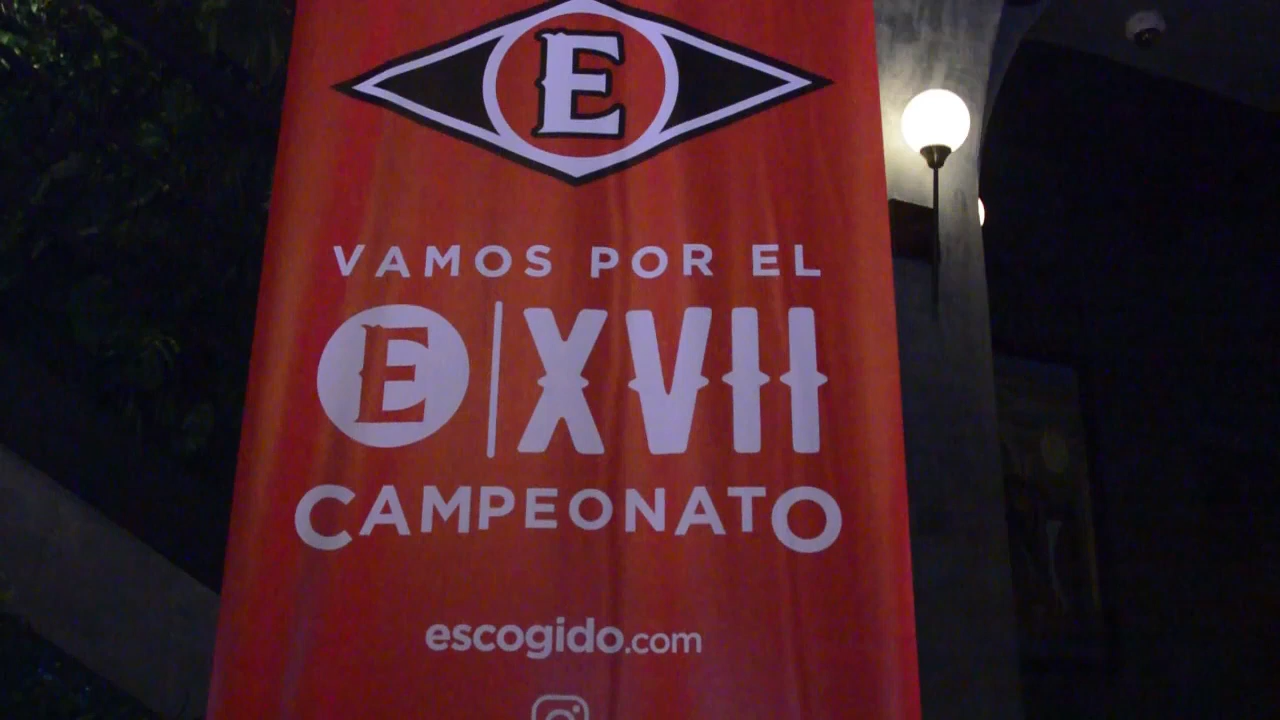 E
VAMOS POR EL
E | XVII
CAMPEONATO
escogido.com